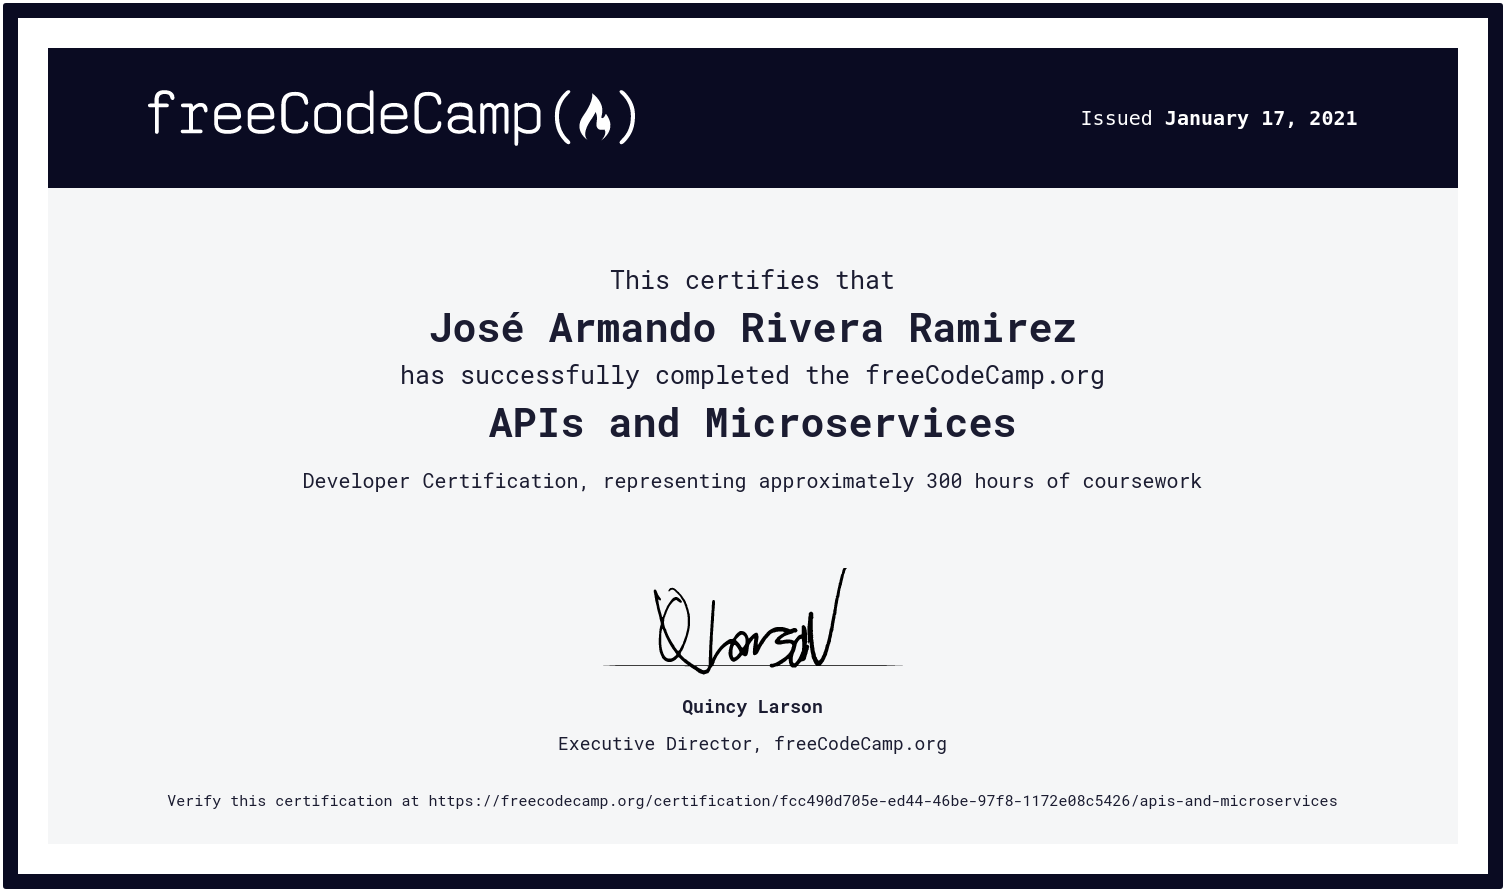 freeCodeCamp
Issued January 17, 2021
This certifies that
José Armando Rivera Ramirez
has successfully completed the freeCodeCamp.org
APIs and Microservices
Developer Certification, representing approximately 300 hours of coursework
Q Larson
Quincy Larson
Executive Director, freeCodeCamp.org
Verify this certification at https://freecodecamp.org/certification/fcc490d705e-ed44-46be-97f8-1172e08c5426/apis-and-microservices